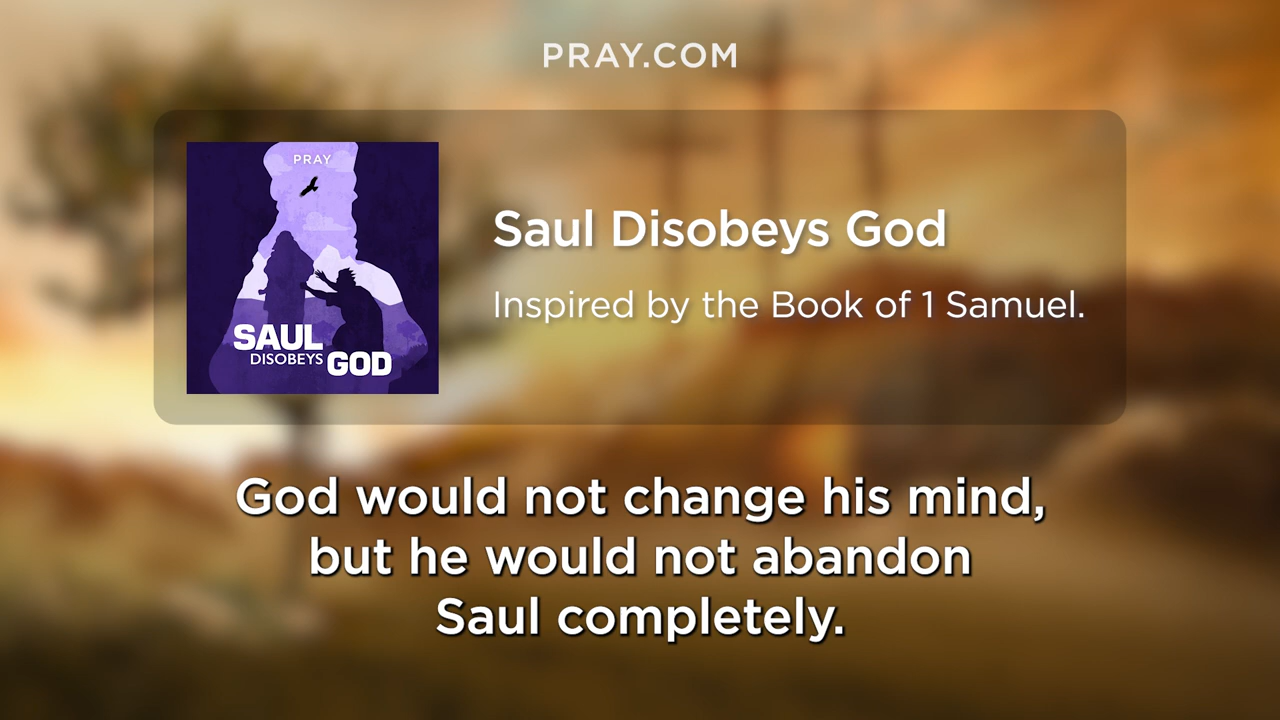 PRAY.COM
PRAY
SAUL
DISOBEYS
GOD
Saul Disobeys God
Inspired by the Book of 1 Samuel.
God would not change his mind,
but he would not abandon
Saul completely.